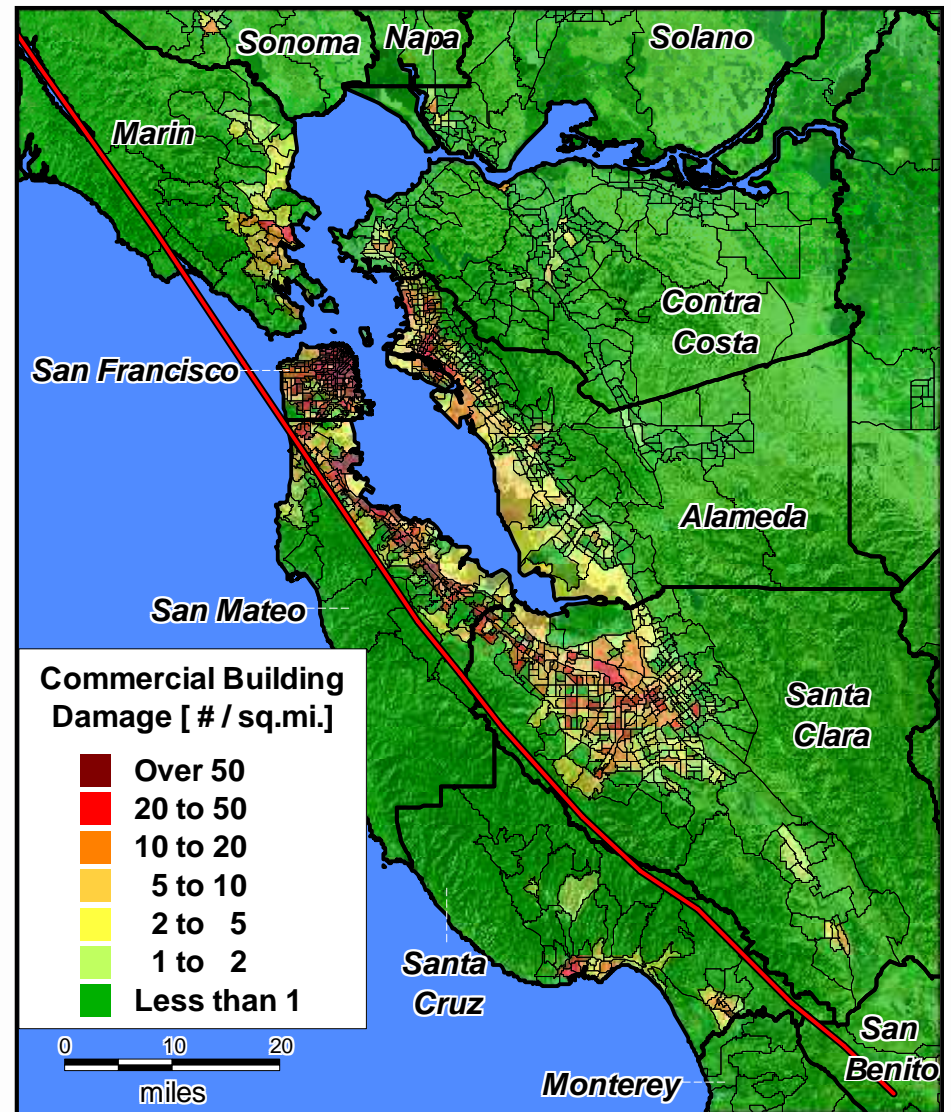 Sonoma
Napa
Solano
Marin
Contra
Costa
San Francisco
Alameda
San Mateo
Santa
Clara
Commercial Building
Damage [ # / sq.mi.]
Over 50
20 to 50
10 to 20
5 to 10
2 to 5
1 to 2
Less than 1
Santa
Cruz
San
Benito
Monterey
0 10 20
miles